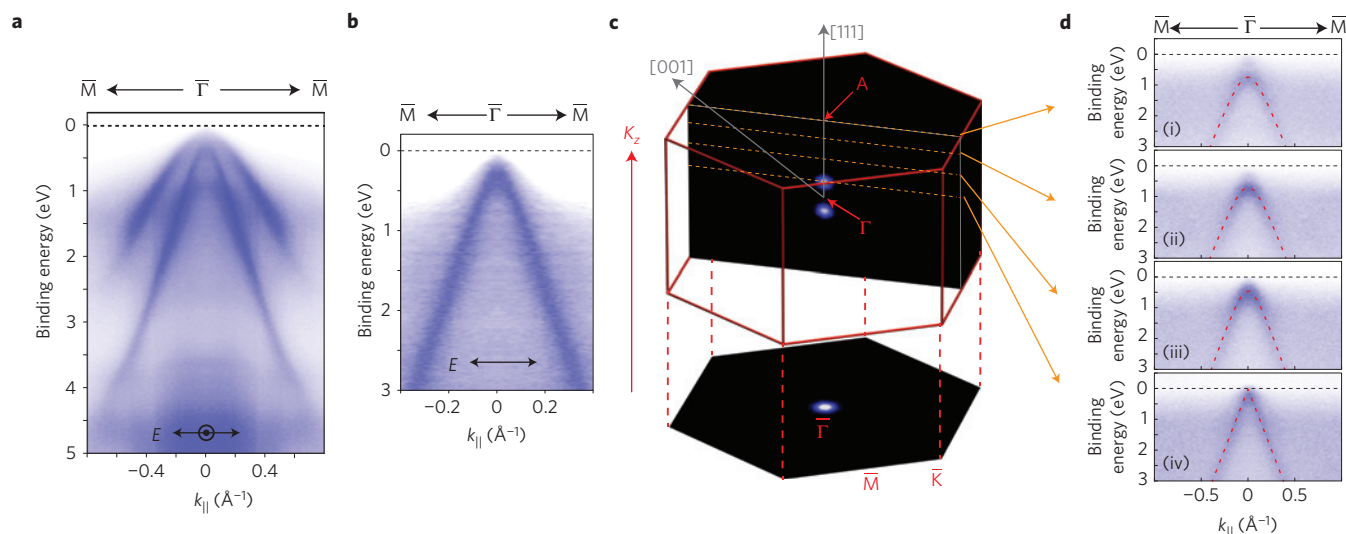 a
M̅ Γ̅ M̅
0
1
2
3
4
5
Binding energy (eV)
E
−0.4 0 0.4
k|| (Å⁻¹)
b
M̅ Γ̅ M̅
0
1
2
3
Binding energy (eV)
E
−0.2 0 0.2
k|| (Å⁻¹)
c
[111]
[001]
A
Kz
Γ
Γ̅
M̅
K̅
d
M̅ Γ̅ M̅
Binding
energy (eV)
0
1
2
3
(i)
Binding
energy (eV)
0
1
2
3
(ii)
Binding
energy (eV)
0
1
2
3
(iii)
Binding
energy (eV)
0
1
2
3
(iv)
−0.5 0 0.5
k|| (Å⁻¹)